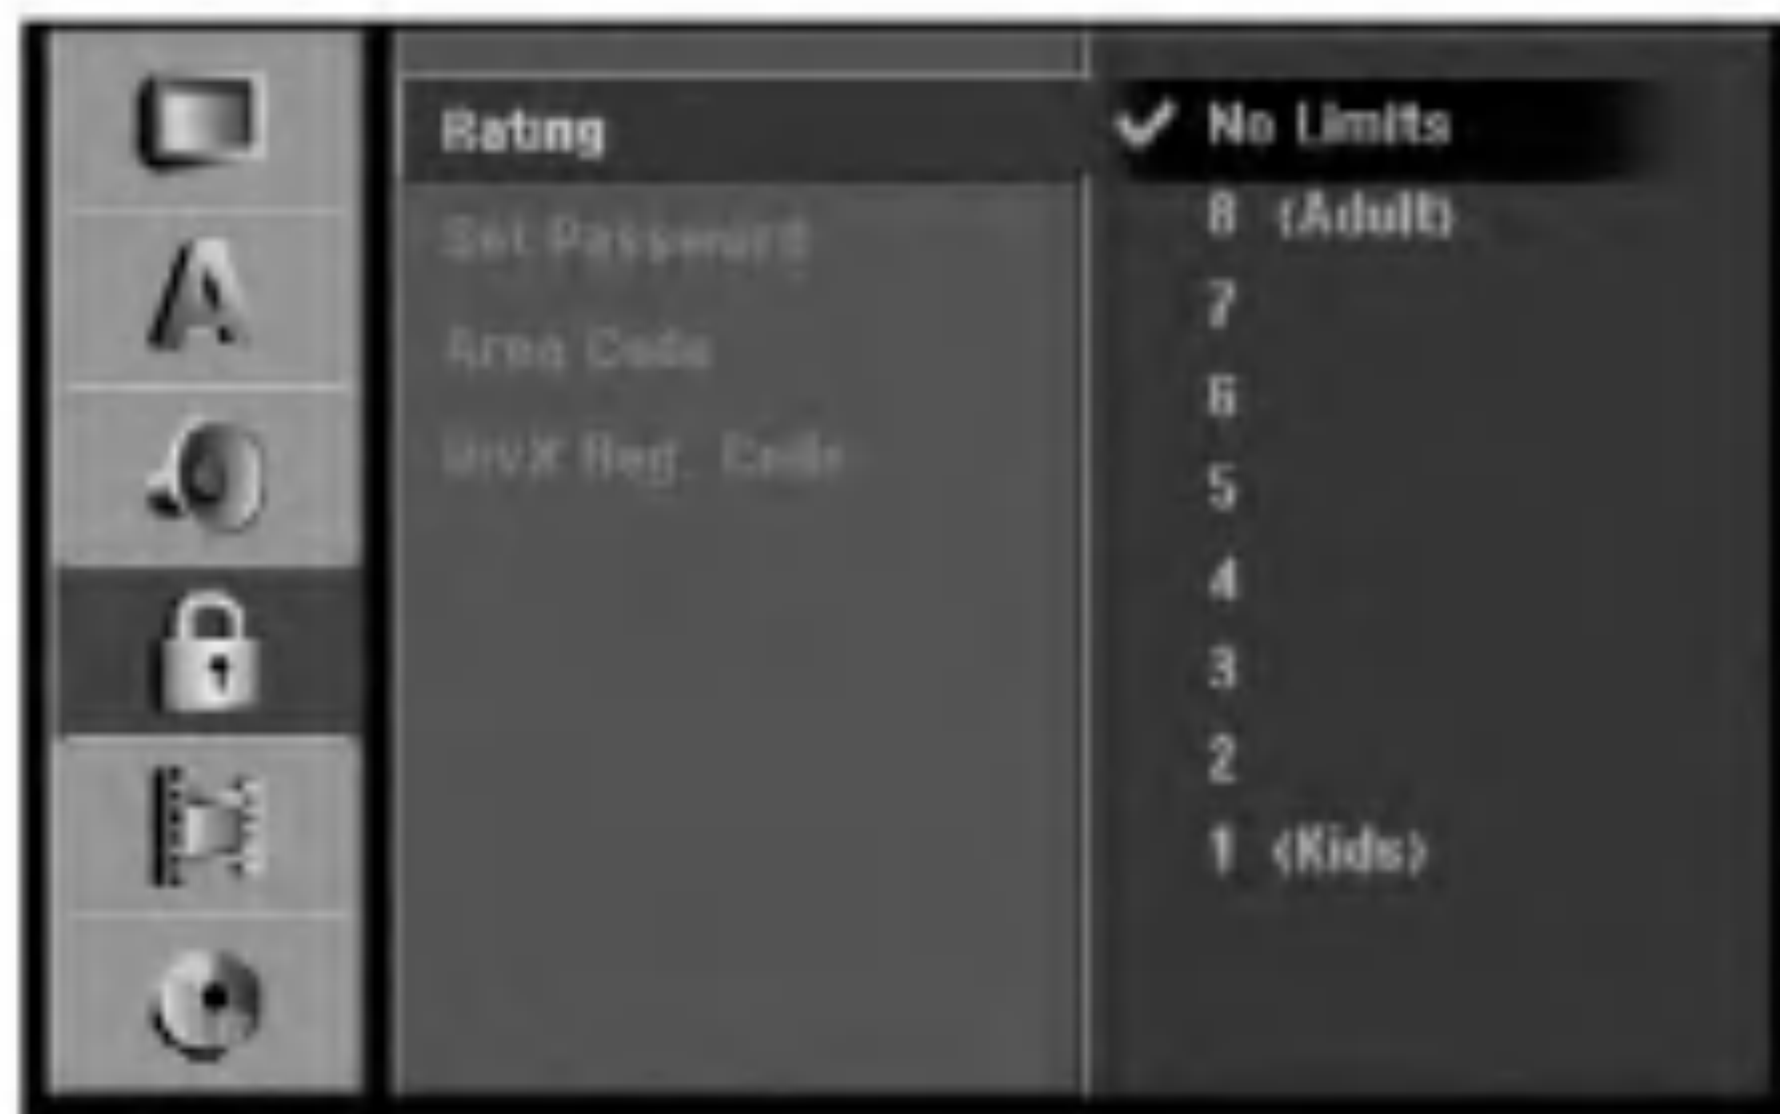 Rating
Set Password
Area Code
DivX Reg. Code
No Limits
8 (Adult)
7
6
5
4
3
2
1 (Kids)